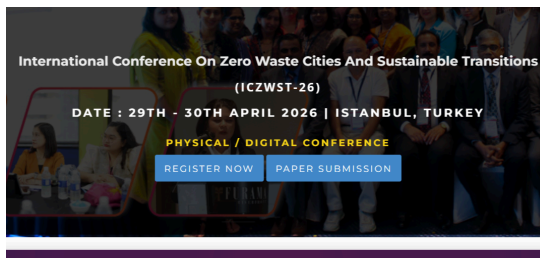 International Conference On Zero Waste Cities And Sustainable Transitions
(ICZWST-26)
DATE : 29TH - 30TH APRIL 2026 | ISTANBUL, TURKEY
PHYSICAL / DIGITAL CONFERENCE
REGISTER NOW PAPER SUBMISSION